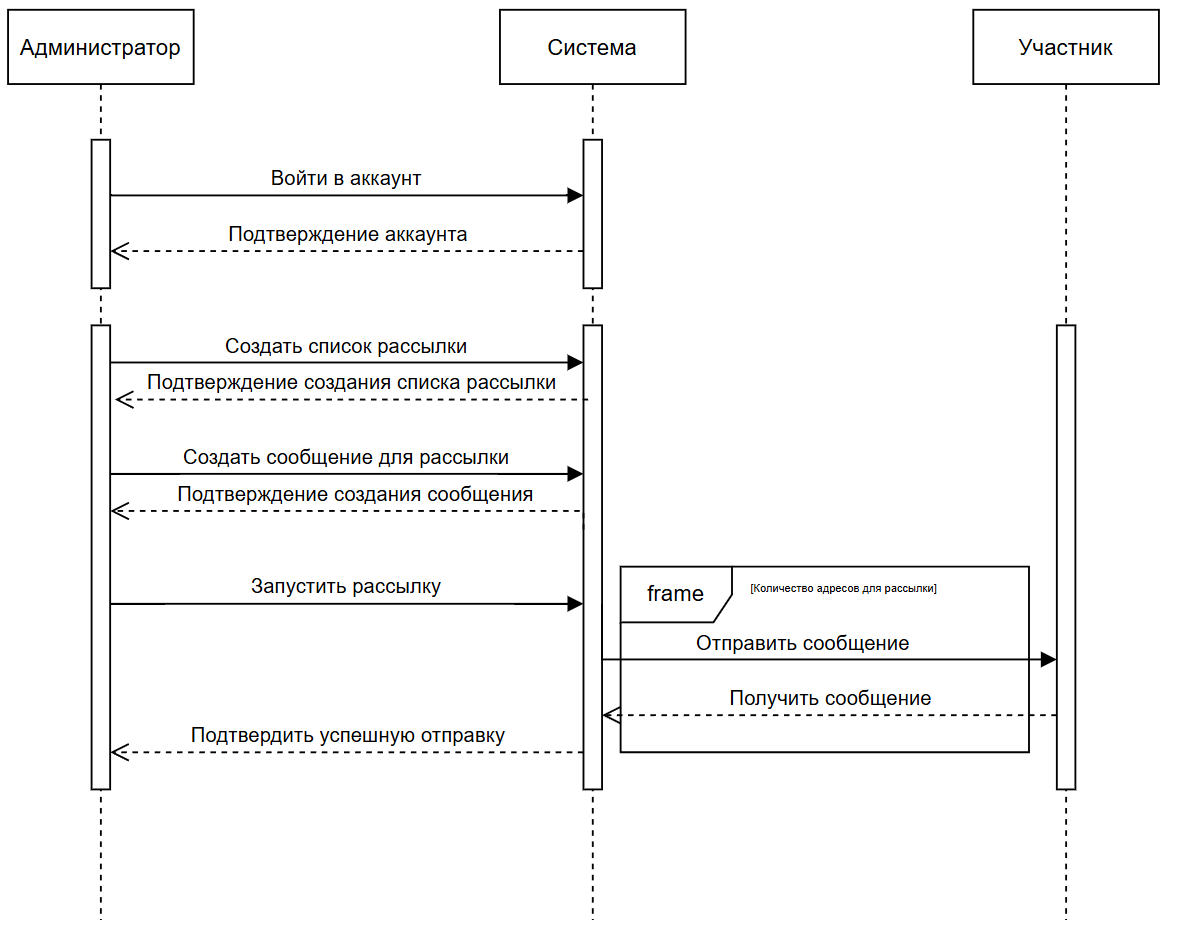 Администратор
Система
Участник
Войти в аккаунт
Подтверждение аккаунта
Создать список рассылки
Подтверждение создания списка рассылки
Создать сообщение для рассылки
Подтверждение создания сообщения
Запустить рассылку
frame
[Количество адресов для рассылки]
Отправить сообщение
Получить сообщение
Подтвердить успешную отправку